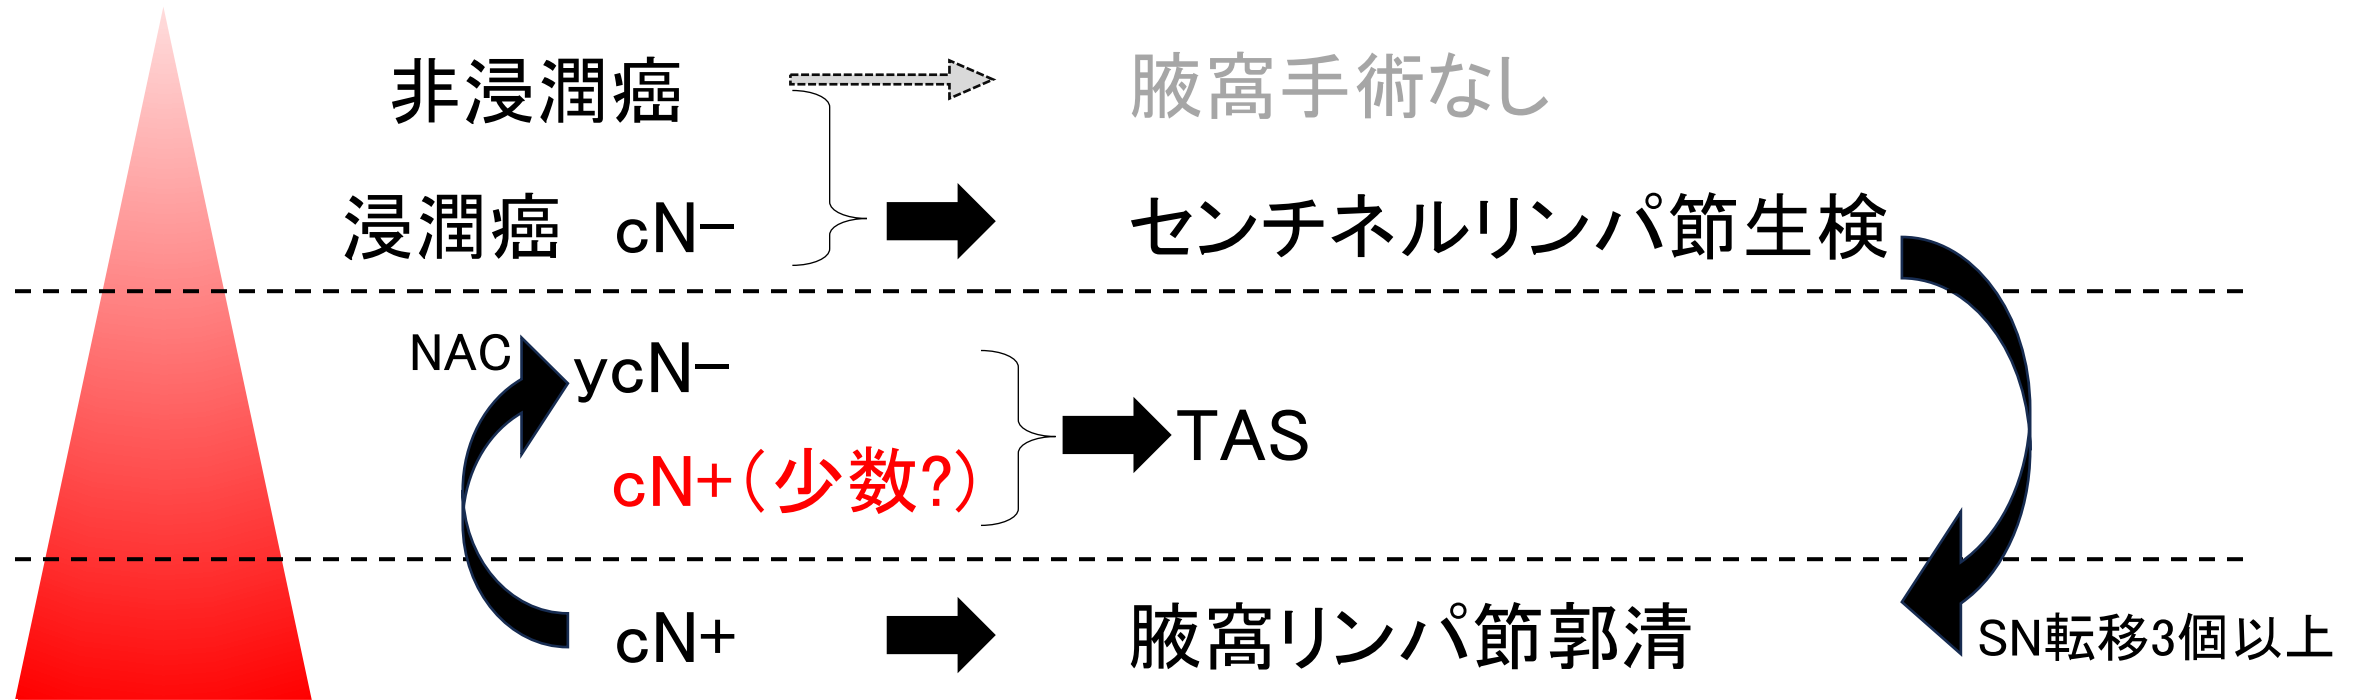 非浸潤癌 腋窩手術なし
浸潤癌 cN− センチネルリンパ節生検
NAC ycN−
cN+(少数?) TAS
cN+ 腋窩リンパ節郭清 SN転移3個以上